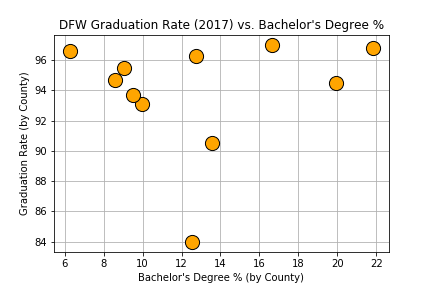 DFW Graduation Rate (2017) vs. Bachelor's Degree %
Graduation Rate (by County)
96
94
92
90
88
86
84
6 8 10 12 14 16 18 20 22
Bachelor's Degree % (by County)